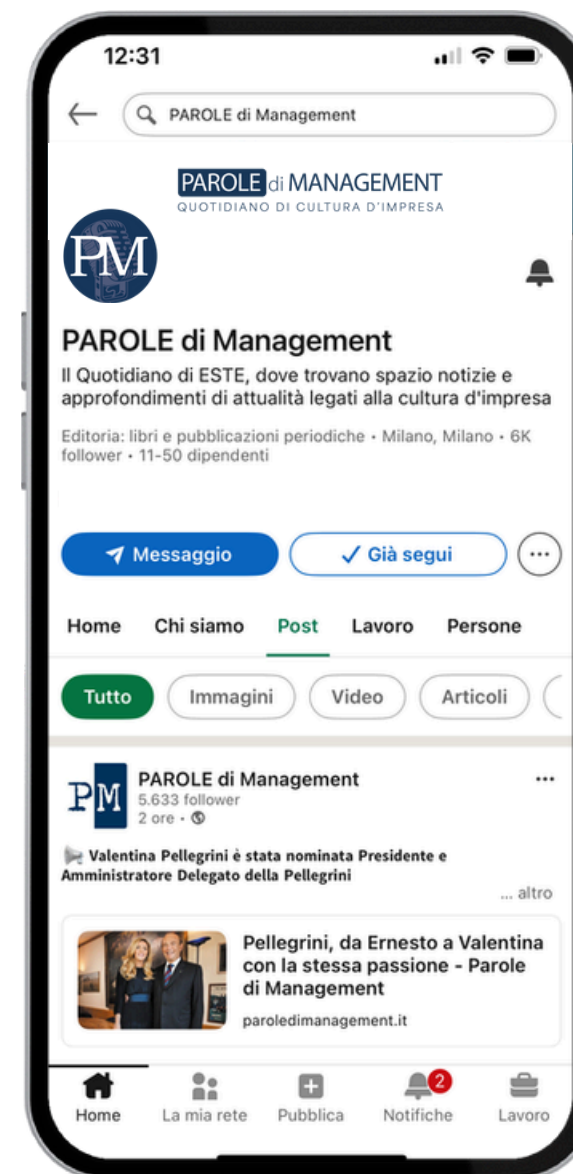 12:31
PAROLE di Management
PAROLE di MANAGEMENT
QUOTIDIANO DI CULTURA D'IMPRESA
PM
PAROLE di Management
Il Quotidiano di ESTE, dove trovano spazio notizie e
approfondimenti di attualità legati alla cultura d'impresa
Editoria: libri e pubblicazioni periodiche • Milano, Milano • 6K
follower • 11-50 dipendenti
Messaggio
Già segui
Home Chi siamo Post Lavoro Persone
Tutto Immagini Video Articoli
PM
PAROLE di Management
5.633 follower
2 ore •
Valentina Pellegrini è stata nominata Presidente e
Amministratore Delegato della Pellegrini
... altro
Pellegrini, da Ernesto a Valentina
con la stessa passione - Parole
di Management
paroledimanagement.it
2
Home La mia rete Pubblica Notifiche Lavoro